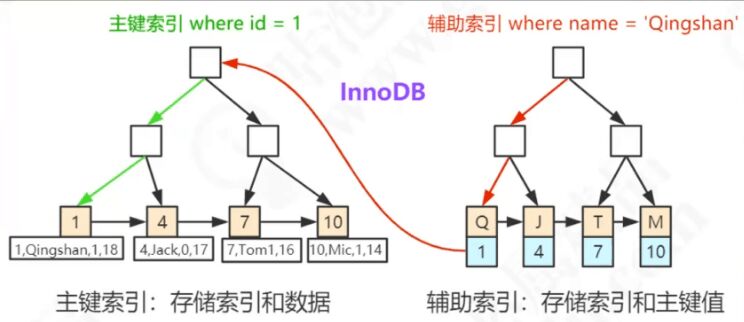 主键索引 where id = 1
辅助索引 where name = 'Qingshan'
InnoDB
1 4 7 10
1,Qingshan,1,18 4,Jack,0,17 7,Tom1,16 10,Mic,1,14
Q J T M
1 4 7 10
主键索引：存储索引和数据
辅助索引：存储索引和主键值